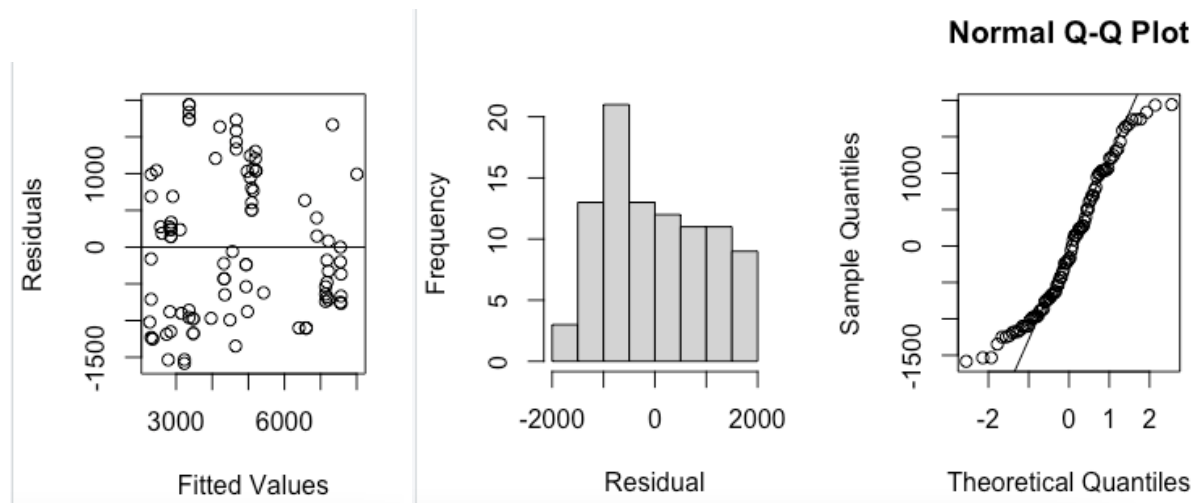 Normal Q-Q Plot
Residuals
-1500
0
1000
3000
6000
Fitted Values
Frequency
0
5
10
15
20
-2000
0
2000
Residual
Sample Quantiles
-1500
0
1000
-2
0
1
2
Theoretical Quantiles